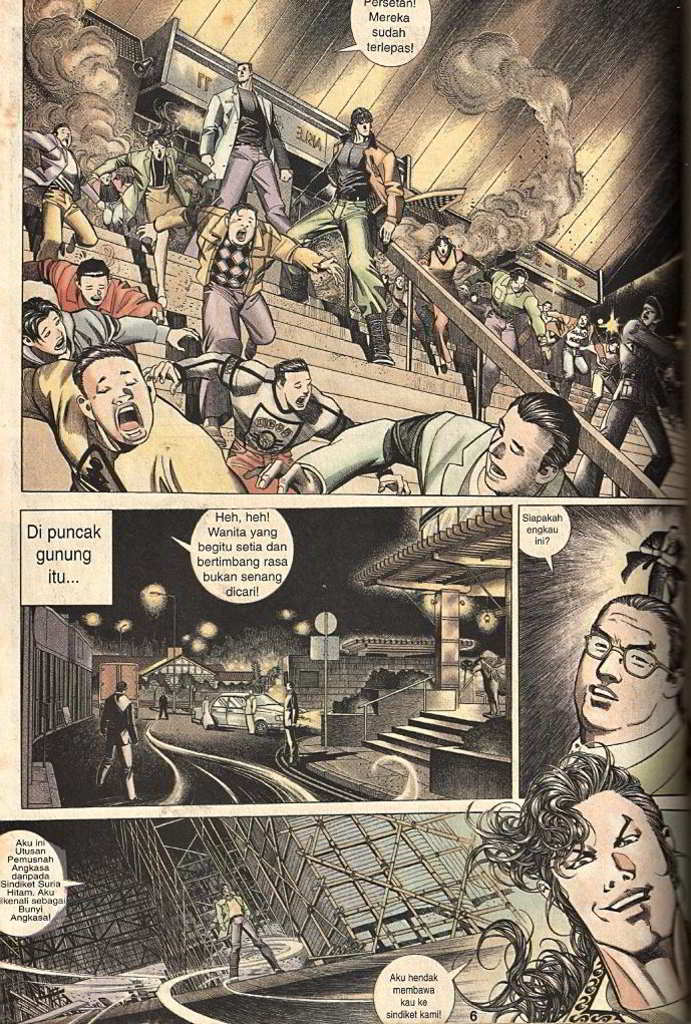 Persetan!
Mereka
sudah
terlepas!
Di puncak
gunung
itu...
Heh, heh!
Wanita yang
begitu setia dan
bertimbang rasa
bukan senang
dicari!
Siapakah
engkau
ini?
Aku ini
Utusan
Pemusnah
Angkasa
daripada
Sindiket Suria
Hitam. Aku
dikenali sebagai
Bunyi
Angkasa!
Aku hendak
membawa
kau ke
sindiket kami!
6